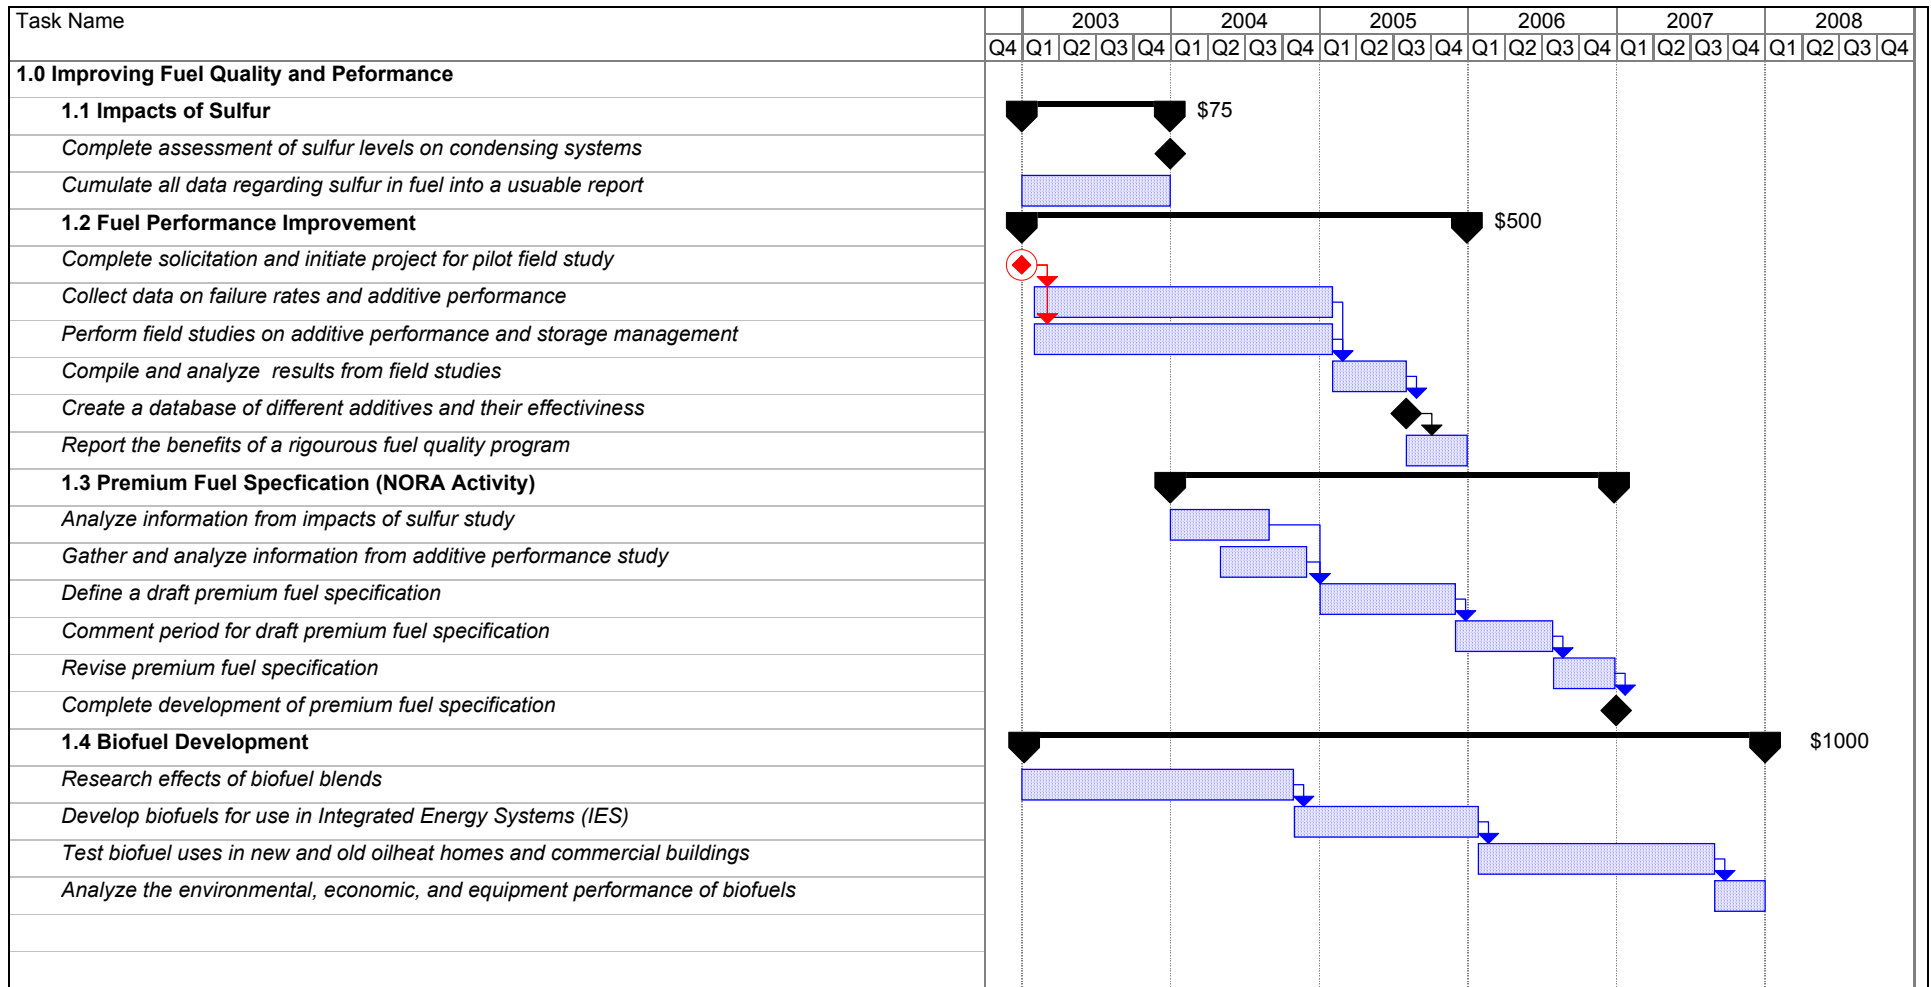 Task Name
2003 2004 2005 2006 2007 2008
Q4 Q1 Q2 Q3 Q4 Q1 Q2 Q3 Q4 Q1 Q2 Q3 Q4 Q1 Q2 Q3 Q4 Q1 Q2 Q3 Q4 Q1 Q2 Q3 Q4
1.0 Improving Fuel Quality and Peformance
1.1 Impacts of Sulfur $75
Complete assessment of sulfur levels on condensing systems
Cumulate all data regarding sulfur in fuel into a usuable report
1.2 Fuel Performance Improvement $500
Complete solicitation and initiate project for pilot field study
Collect data on failure rates and additive performance
Perform field studies on additive performance and storage management
Compile and analyze results from field studies
Create a database of different additives and their effectiviness
Report the benefits of a rigourous fuel quality program
1.3 Premium Fuel Specfication (NORA Activity)
Analyze information from impacts of sulfur study
Gather and analyze information from additive performance study
Define a draft premium fuel specification
Comment period for draft premium fuel specification
Revise premium fuel specification
Complete development of premium fuel specification
1.4 Biofuel Development $1000
Research effects of biofuel blends
Develop biofuels for use in Integrated Energy Systems (IES)
Test biofuel uses in new and old oilheat homes and commercial buildings
Analyze the environmental, economic, and equipment performance of biofuels